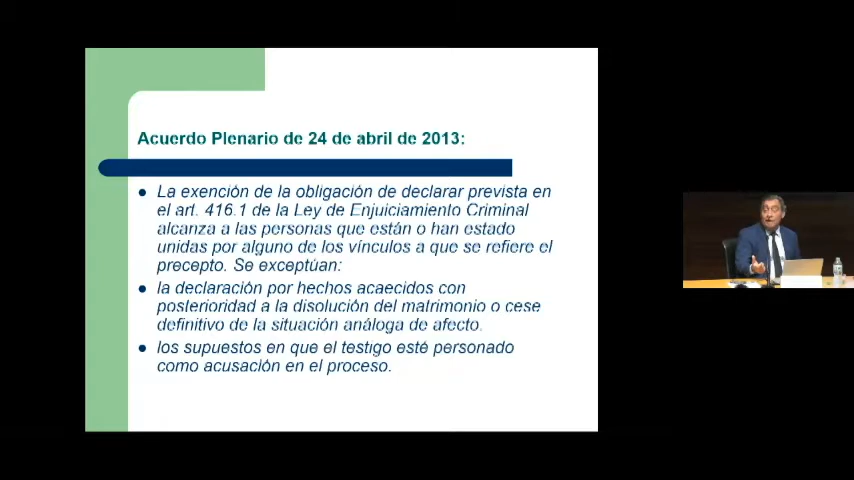 Acuerdo Plenario de 24 de abril de 2013:
● La exención de la obligación de declarar prevista en
el art. 416.1 de la Ley de Enjuiciamiento Criminal
alcanza a las personas que están o han estado
unidas por alguno de los vínculos a que se refiere el
precepto. Se exceptúan:
● la declaración por hechos acaecidos con
posterioridad a la disolución del matrimonio o cese
definitivo de la situación análoga de afecto.
● los supuestos en que el testigo esté personado
como acusación en el proceso.